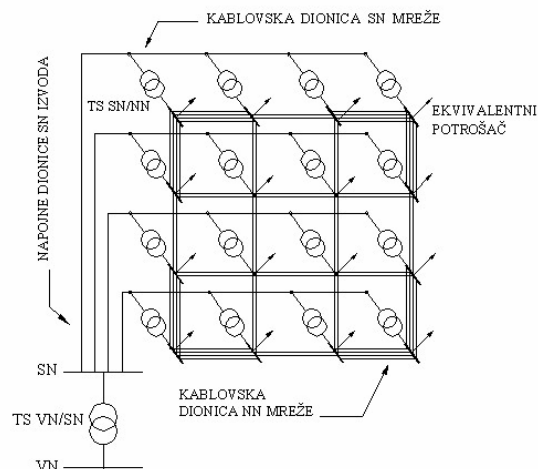 KABLOVSKA DIONICA SN MREŽE
NAPOJNE DIONICE SN IZVODA
TS SN/NN
EKVIVALENTNI
POTROŠAČ
SN
KABLOVSKA
DIONICA NN MREŽE
TS VN/SN
VN